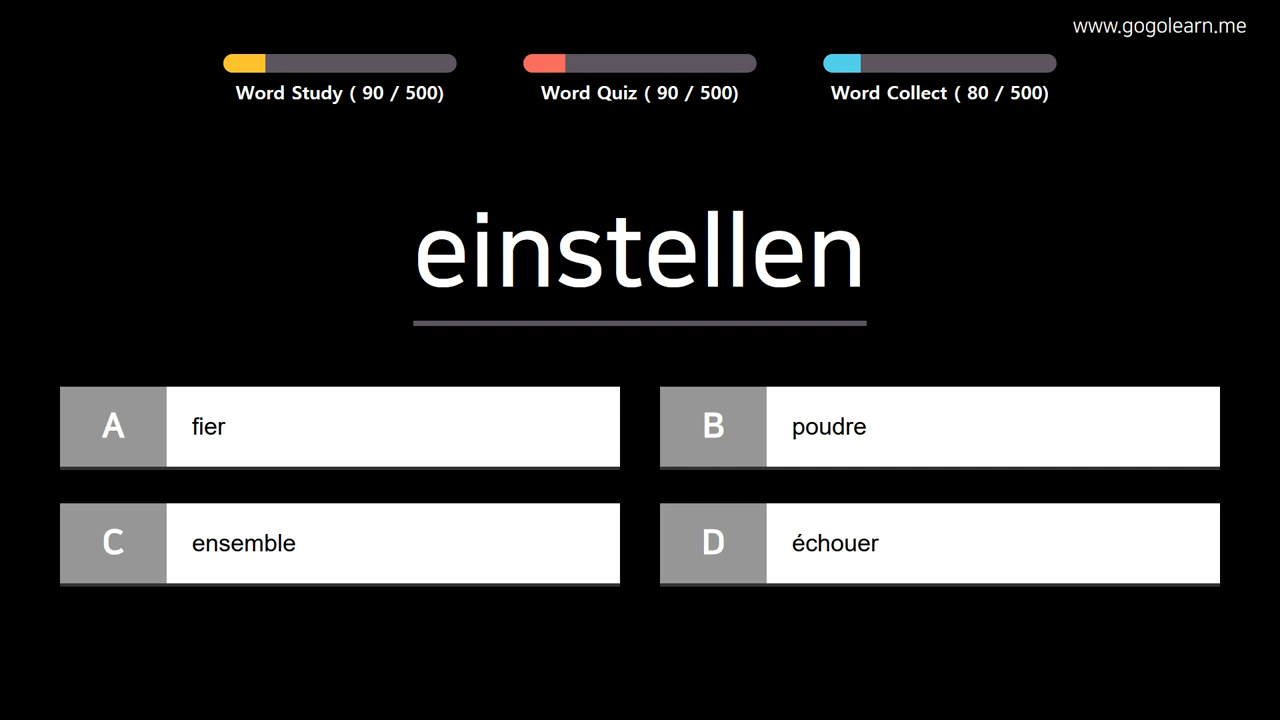 www.gogolearn.me
Word Study ( 90 / 500)
Word Quiz ( 90 / 500)
Word Collect ( 80 / 500)
einstellen
A fier
B poudre
C ensemble
D échouer